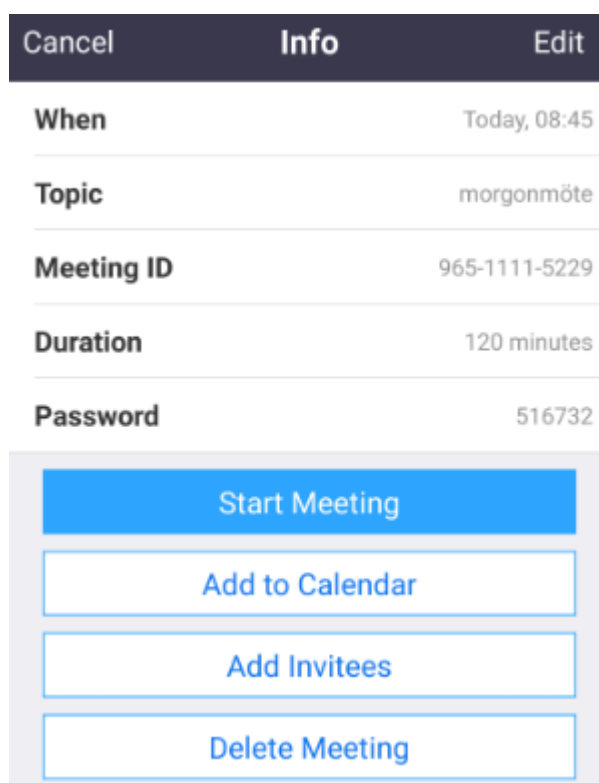 Cancel Info Edit
When Today, 08:45
Topic morgonmöte
Meeting ID 965-1111-5229
Duration 120 minutes
Password 516732
Start Meeting
Add to Calendar
Add Invitees
Delete Meeting